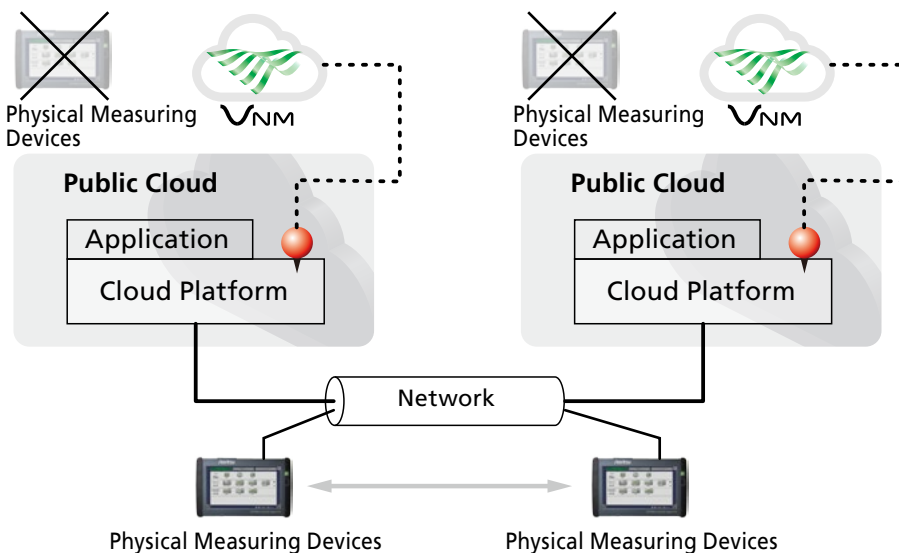 Physical Measuring
Devices
VNM
Physical Measuring
Devices
VNM
Public Cloud
Application
Cloud Platform
Public Cloud
Application
Cloud Platform
Network
Physical Measuring Devices
Physical Measuring Devices